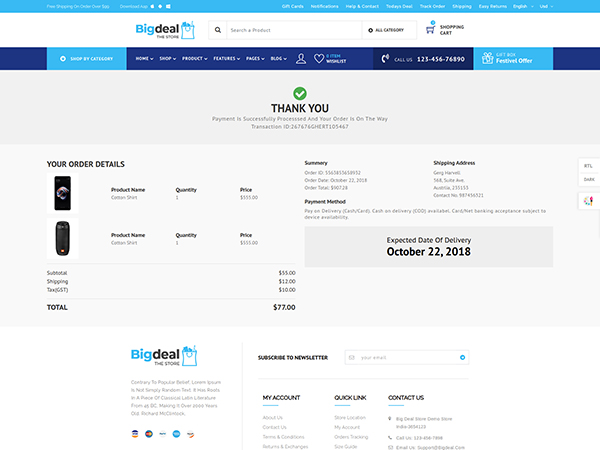 Free Shipping On Order Over $99
Download App
Gift Cards
Notifications
Help & Contact
Todays Deal
Track Order
Shipping
Easy Returns
English
Usd
Bigdeal
THE STORE
Search a Product
ALL CATEGORY
SHOPPING
CART
SHOP BY CATEGORY
HOME
SHOP
PRODUCT
FEATURES
PAGES
BLOG
0 ITEM
WISHLIST
CALL US 123-456-76890
GIFT BOX
Festivel Offer
THANK YOU
Payment Is Successfully Processsed And Your Order Is On The Way
Transaction ID:267676GHERT105467
YOUR ORDER DETAILS
Product Name Quantity Price
Cotton Shirt 1 $555.00
Product Name Quantity Price
Cotton Shirt 1 $555.00
Subtotal $55.00
Shipping $12.00
Tax(GST) $10.00
TOTAL $77.00
Summery
Order ID: 5563853658932
Order Date: October 22, 2018
Order Total: $907.28
Shipping Address
Gerg Harvell
568, Suite Ave.
Austrlia, 235153
Contact No. 987456321
Payment Method
Pay on Delivery (Cash/Card). Cash on delivery (COD) availabel. Card/Net banking acceptance subject to
device availability.
Expected Date Of Delivery
October 22, 2018
RTL
DARK
Bigdeal
THE STORE
Contrary To Popular Belief, Lorem Ipsum
Is Not Simply Random Text. It Has Roots
In A Piece Of Classical Latin Literature
From 45 BC, Making It Over 2000 Years
Old. Richard McClintock,
SUBSCRIBE TO NEWSLETTER
your email
MY ACCOUNT
About Us
Contact Us
Terms & Conditions
Returns & Exchanges
QUICK LINK
Store Location
My Account
Orders Tracking
Size Guide
CONTACT US
Big Deal Store Demo Store
India-3654123
Call Us: 123-456-7898
Email Us: Support@Bigdeal.Com